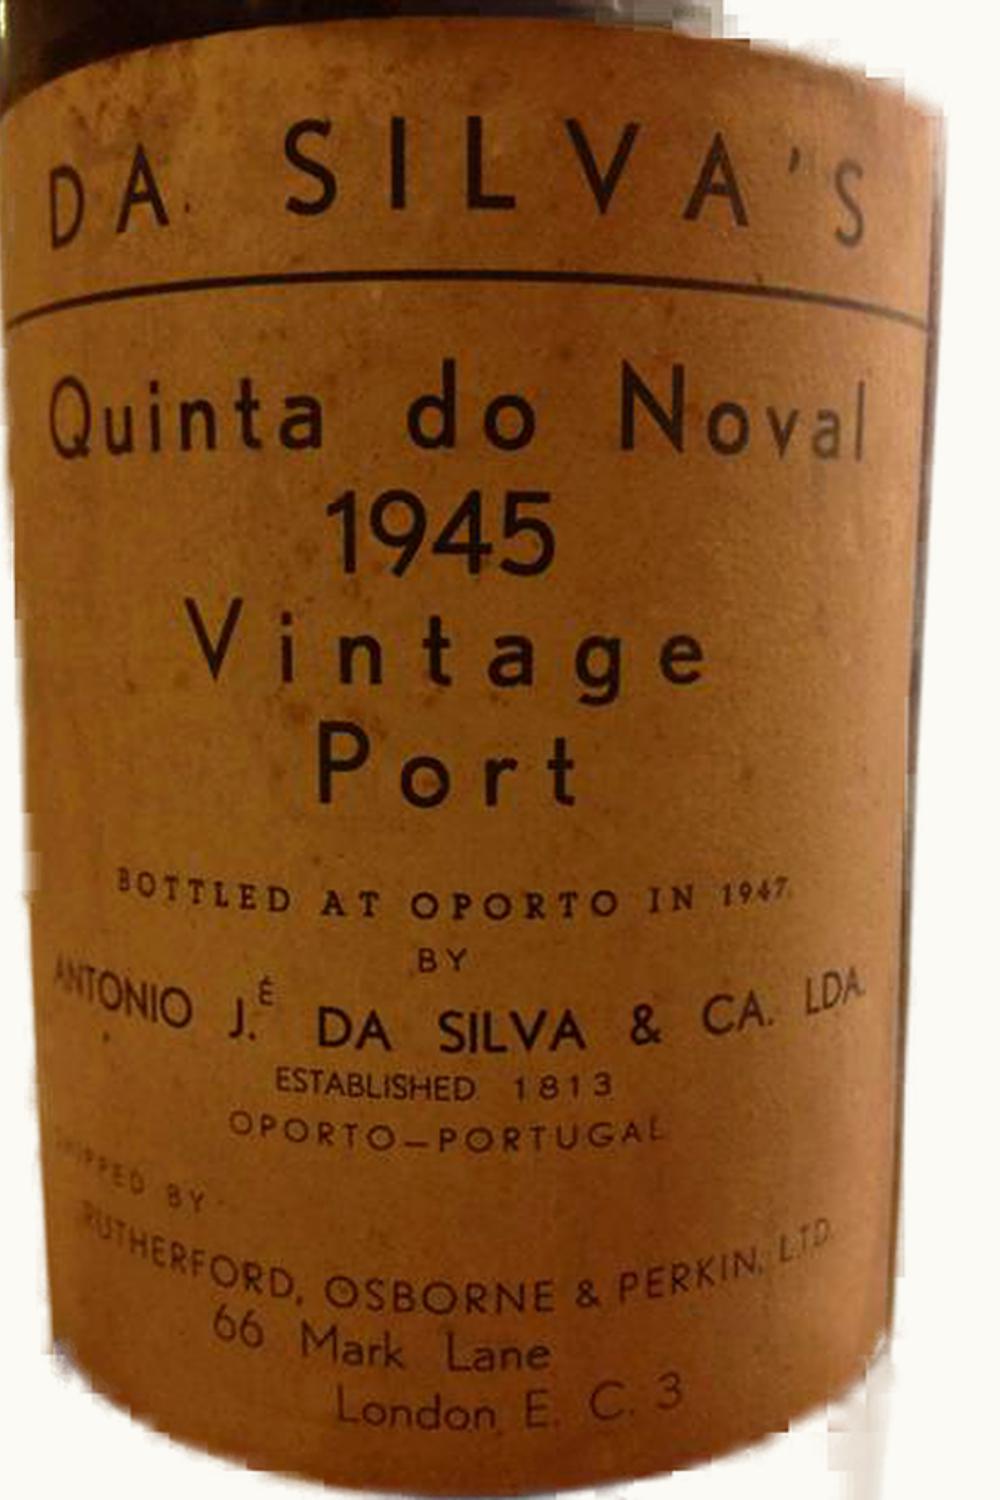 DA SILVA'S
Quinta do Noval
1945
Vintage
Port
BOTTLED AT OPORTO IN 1947.
BY
ANTONIO J.É DA SILVA & CA. LDA.
ESTABLISHED 1813
OPORTO—PORTUGAL
SHIPPED BY
RUTHERFORD, OSBORNE & PERKIN, LTD.
66 Mark Lane
London E. C. 3